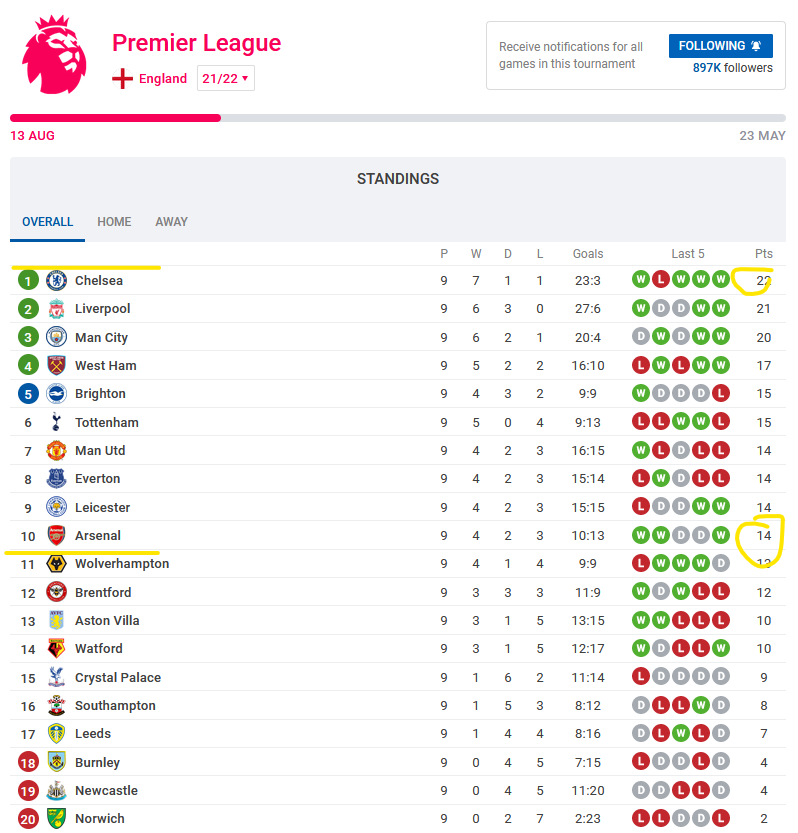 Premier League
England 21/22
Receive notifications for all
games in this tournament
FOLLOWING
897K followers
13 AUG 23 MAY
STANDINGS
OVERALL HOME AWAY
P W D L Goals Last 5 Pts
1 Chelsea 9 7 1 1 23:3 W L W W W 22
2 Liverpool 9 6 3 0 27:6 W D D W W 21
3 Man City 9 6 2 1 20:4 D W D W W 20
4 West Ham 9 5 2 2 16:10 L W L W W 17
5 Brighton 9 4 3 2 9:9 W D D D L 15
6 Tottenham 9 5 0 4 9:13 L L W W L 15
7 Man Utd 9 4 2 3 16:15 W L D L L 14
8 Everton 9 4 2 3 15:14 L W D L L 14
9 Leicester 9 4 2 3 15:15 L D D W W 14
10 Arsenal 9 4 2 3 10:13 W W D D W 14
11 Wolverhampton 9 4 1 4 9:9 L W W W D 13
12 Brentford 9 3 3 3 11:9 W D W L L 12
13 Aston Villa 9 3 1 5 13:15 W W L L L 10
14 Watford 9 3 1 5 12:17 W D L L W 10
15 Crystal Palace 9 1 6 2 11:14 L D D D D 9
16 Southampton 9 1 5 3 8:12 D L L W D 8
17 Leeds 9 1 4 4 8:16 D L W L D 7
18 Burnley 9 0 4 5 7:15 L D D L D 4
19 Newcastle 9 0 4 5 11:20 D D L L D 4
20 Norwich 9 0 2 7 2:23 L L D D L 2